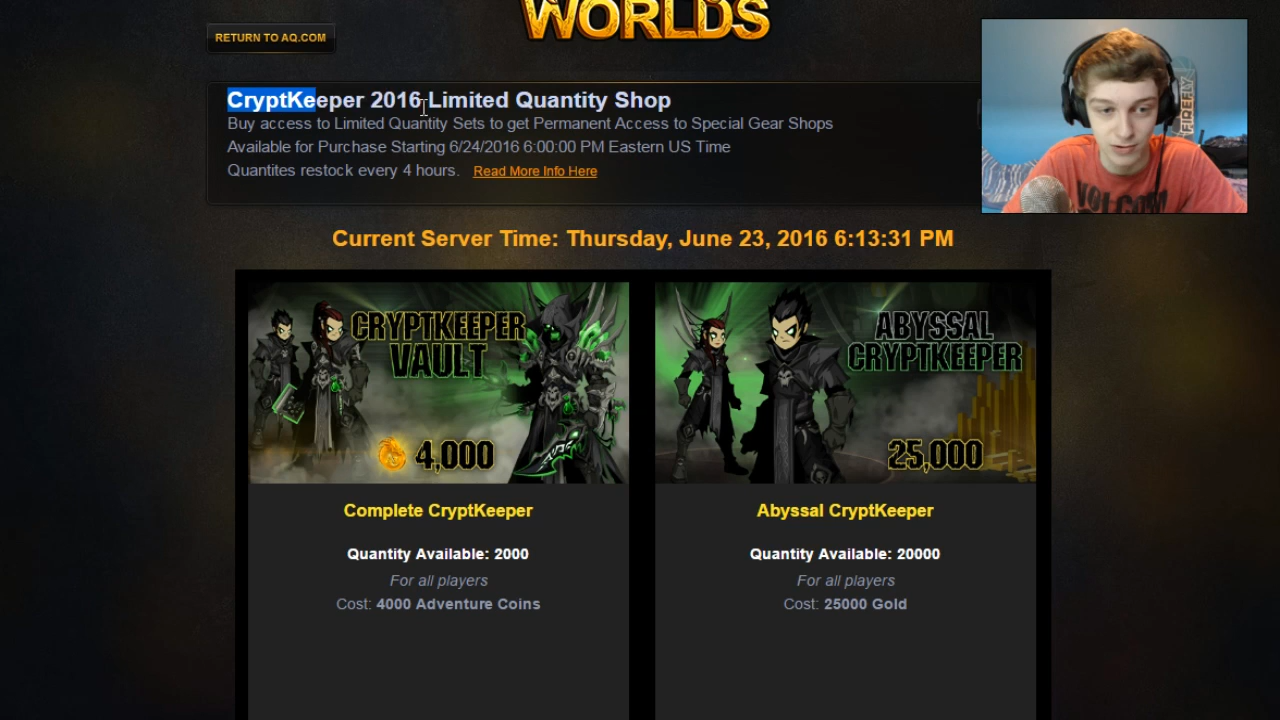 WORLDS
RETURN TO AQ.COM
CryptKeeper 2016 Limited Quantity Shop
Buy access to Limited Quantity Sets to get Permanent Access to Special Gear Shops
Available for Purchase Starting 6/24/2016 6:00:00 PM Eastern US Time
Quantites restock every 4 hours. Read More Info Here
FIREFLY
VOLCOM
Current Server Time: Thursday, June 23, 2016 6:13:31 PM
CRYPTKEEPER
VAULT
4,000
ABYSSAL
CRYPTKEEPER
25,000
Complete CryptKeeper
Quantity Available: 2000
For all players
Cost: 4000 Adventure Coins
Abyssal CryptKeeper
Quantity Available: 20000
For all players
Cost: 25000 Gold